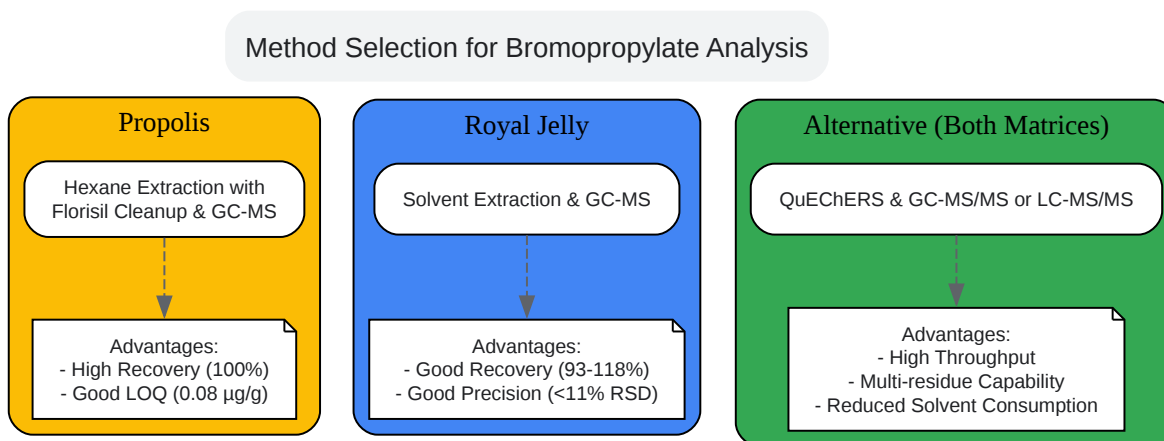 Method Selection for Bromopropylate Analysis
Propolis
Hexane Extraction with
Florisil Cleanup & GC-MS
Advantages:
- High Recovery (100%)
- Good LOQ (0.08 µg/g)
Royal Jelly
Solvent Extraction & GC-MS
Advantages:
- Good Recovery (93-118%)
- Good Precision (<11% RSD)
Alternative (Both Matrices)
QuEChERS & GC-MS/MS or LC-MS/MS
Advantages:
- High Throughput
- Multi-residue Capability
- Reduced Solvent Consumption